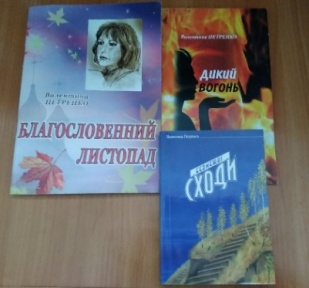 Валентина
ПЕТРЕНКО
БЛАГОСЛОВЕННИЙ
ЛИСТОПАД
Валентина ПЕТРЕНКО
ДИКИЙ
ВОГОНЬ
СХОДИ